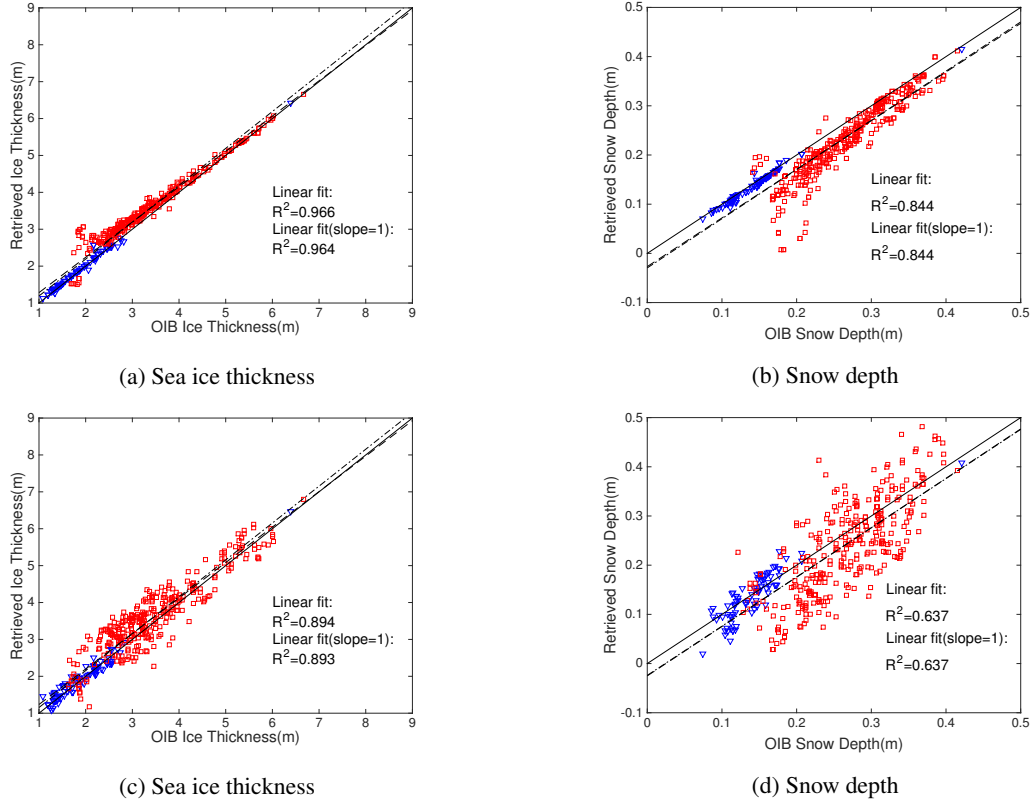 9
8
7
6
5
4
3
2
1
Retrieved Ice Thickness(m)
Linear fit:
R²=0.966
Linear fit(slope=1):
R²=0.964
1 2 3 4 5 6 7 8 9
OIB Ice Thickness(m)
(a) Sea ice thickness
0.5
0.4
0.3
0.2
0.1
0
-0.1
Retrieved Snow Depth(m)
Linear fit:
R²=0.844
Linear fit(slope=1):
R²=0.844
0 0.1 0.2 0.3 0.4 0.5
OIB Snow Depth(m)
(b) Snow depth
9
8
7
6
5
4
3
2
1
Retrieved Ice Thickness(m)
Linear fit:
R²=0.894
Linear fit(slope=1):
R²=0.893
1 2 3 4 5 6 7 8 9
OIB Ice Thickness(m)
(c) Sea ice thickness
0.5
0.4
0.3
0.2
0.1
0
-0.1
Retrieved Snow Depth(m)
Linear fit:
R²=0.637
Linear fit(slope=1):
R²=0.637
0 0.1 0.2 0.3 0.4 0.5
OIB Snow Depth(m)
(d) Snow depth